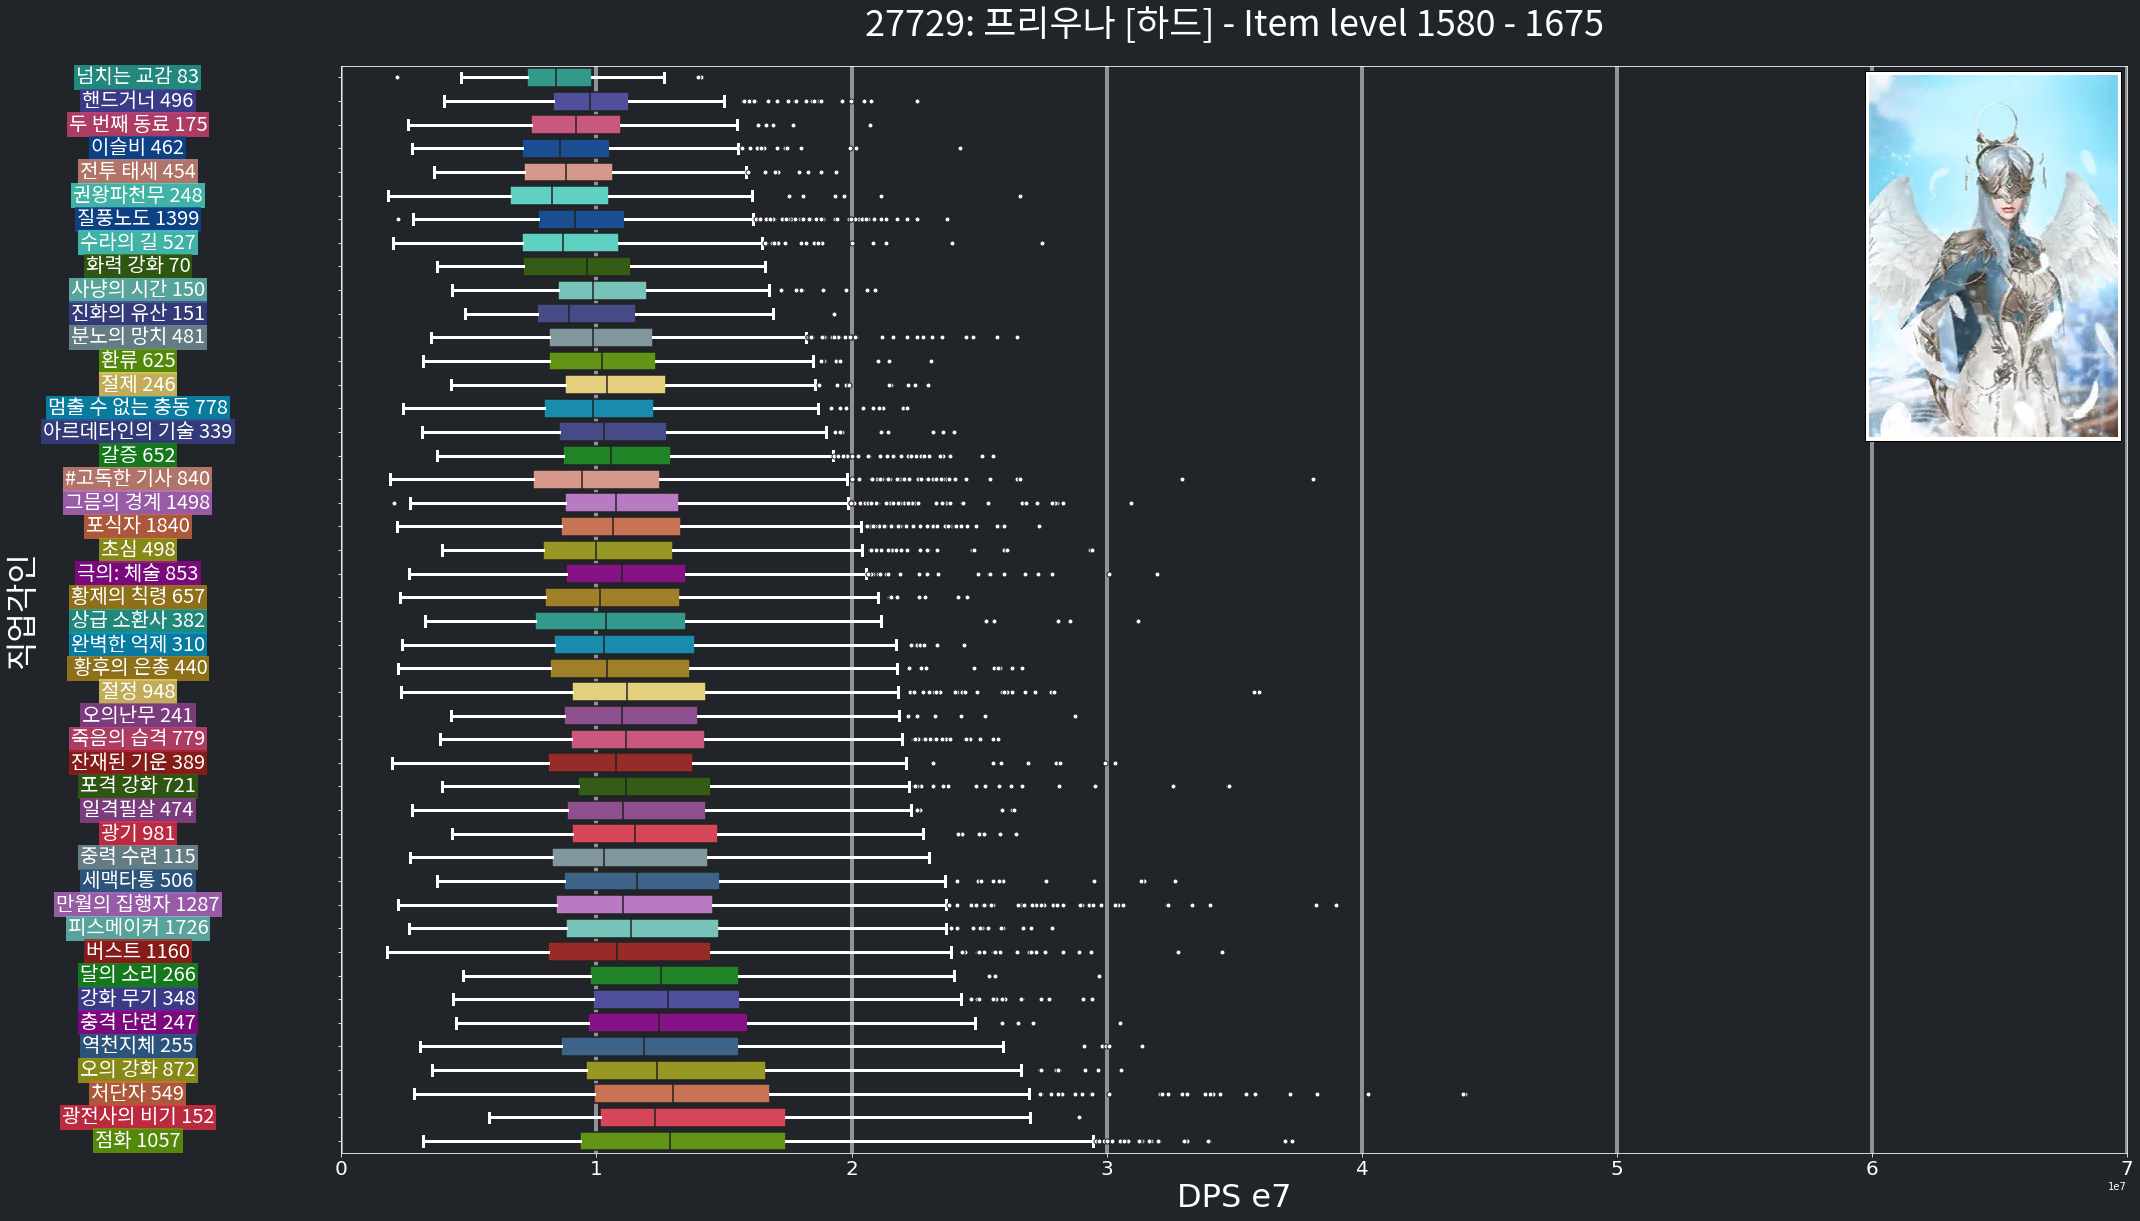 27729: 프리우나 [하드] - Item level 1580 - 1675
넘치는 교감 83
핸드거너 496
두 번째 동료 175
이슬비 462
전투 태세 454
권왕파천무 248
질풍노도 1399
수라의 길 527
화력 강화 70
사냥의 시간 150
진화의 유산 151
분노의 망치 481
환류 625
절제 246
멈출 수 없는 충동 778
아르데타인의 기술 339
갈증 652
#고독한 기사 840
그믐의 경계 1498
포식자 1840
초심 498
극의: 체술 853
황제의 칙령 657
상급 소환사 382
완벽한 억제 310
황후의 은총 440
절정 948
오의난무 241
죽음의 습격 779
잔재된 기운 389
포격 강화 721
일격필살 474
광기 981
중력 수련 115
세맥타통 506
만월의 집행자 1287
피스메이커 1726
버스트 1160
달의 소리 266
강화 무기 348
충격 단련 247
역천지체 255
오의 강화 872
처단자 549
광전사의 비기 152
점화 1057
직업각인
0 1 2 3 4 5 6 7
1e7
DPS e7